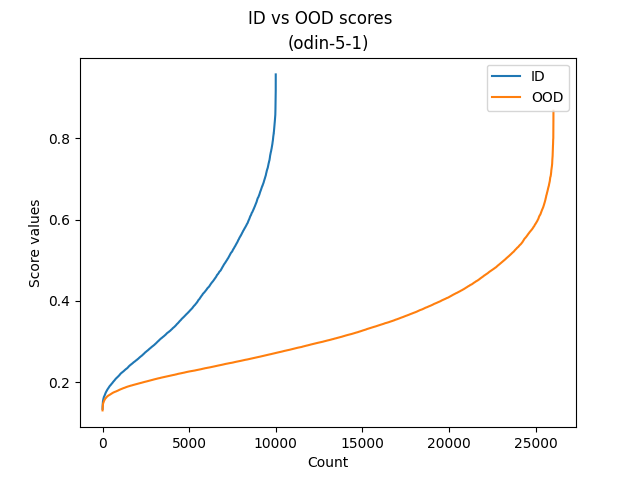 ID vs OOD scores
(odin-5-1)
ID
OOD
0.8
0.6
0.4
0.2
Score values
0
5000
10000
15000
20000
25000
Count